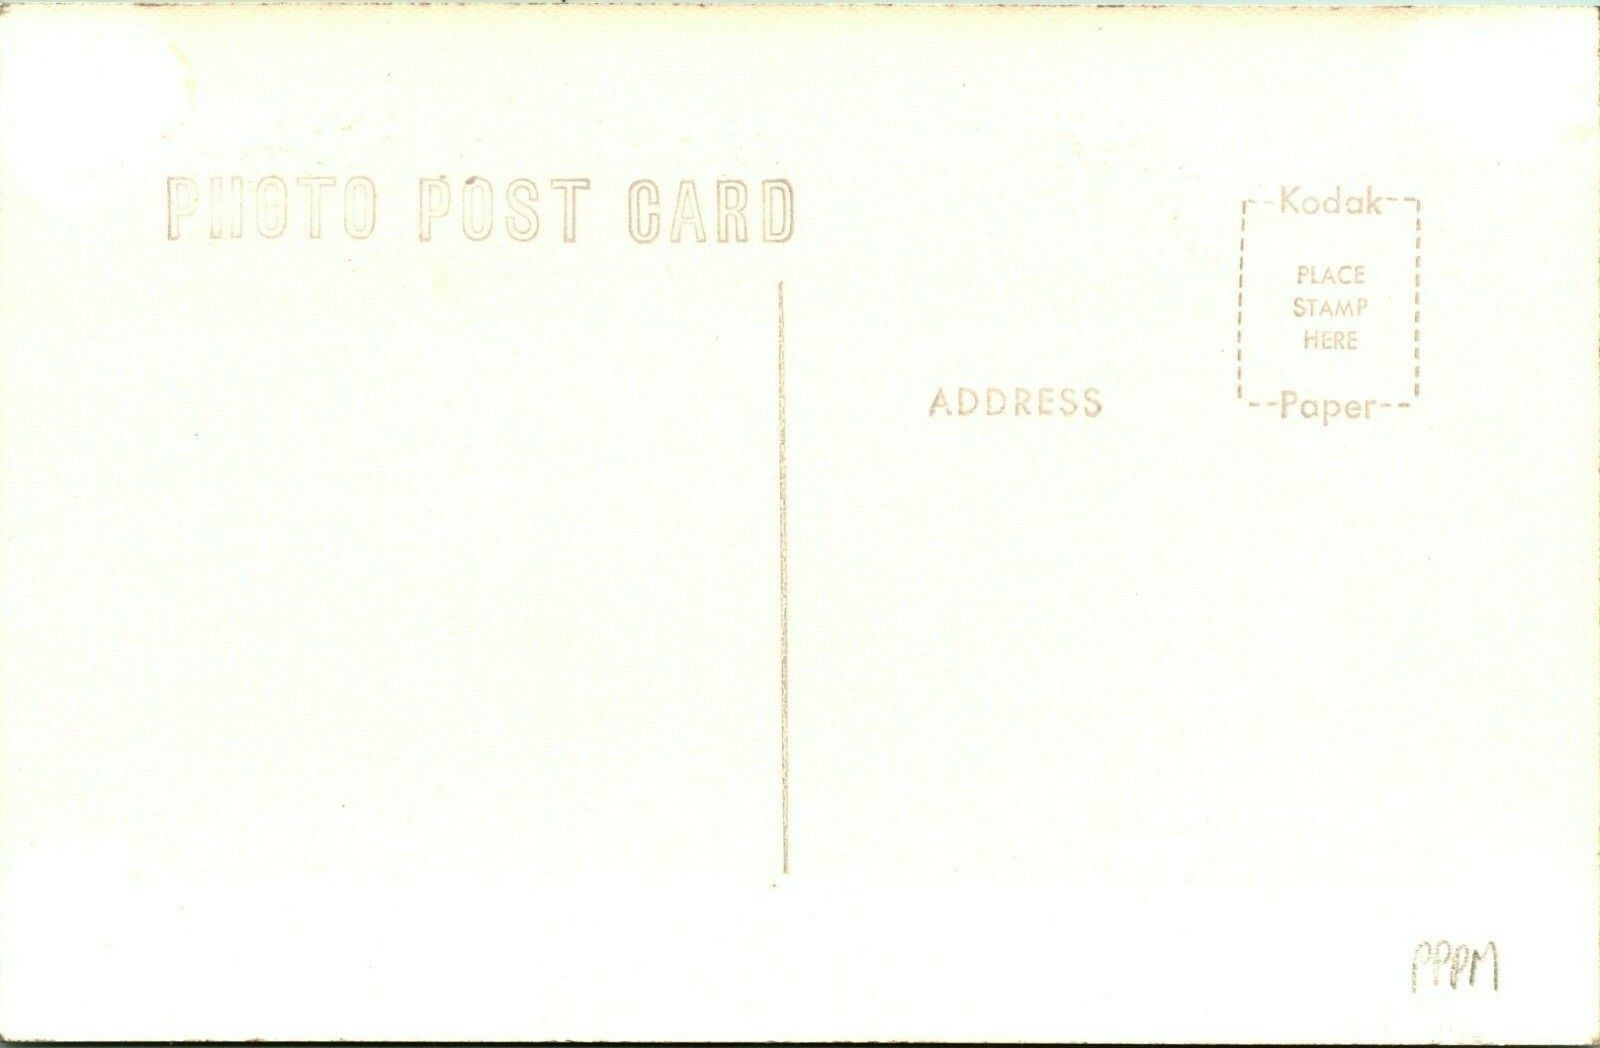 PHOTO POST CARD
Kodak
PLACE
STAMP
HERE
Paper
ADDRESS
PPPM